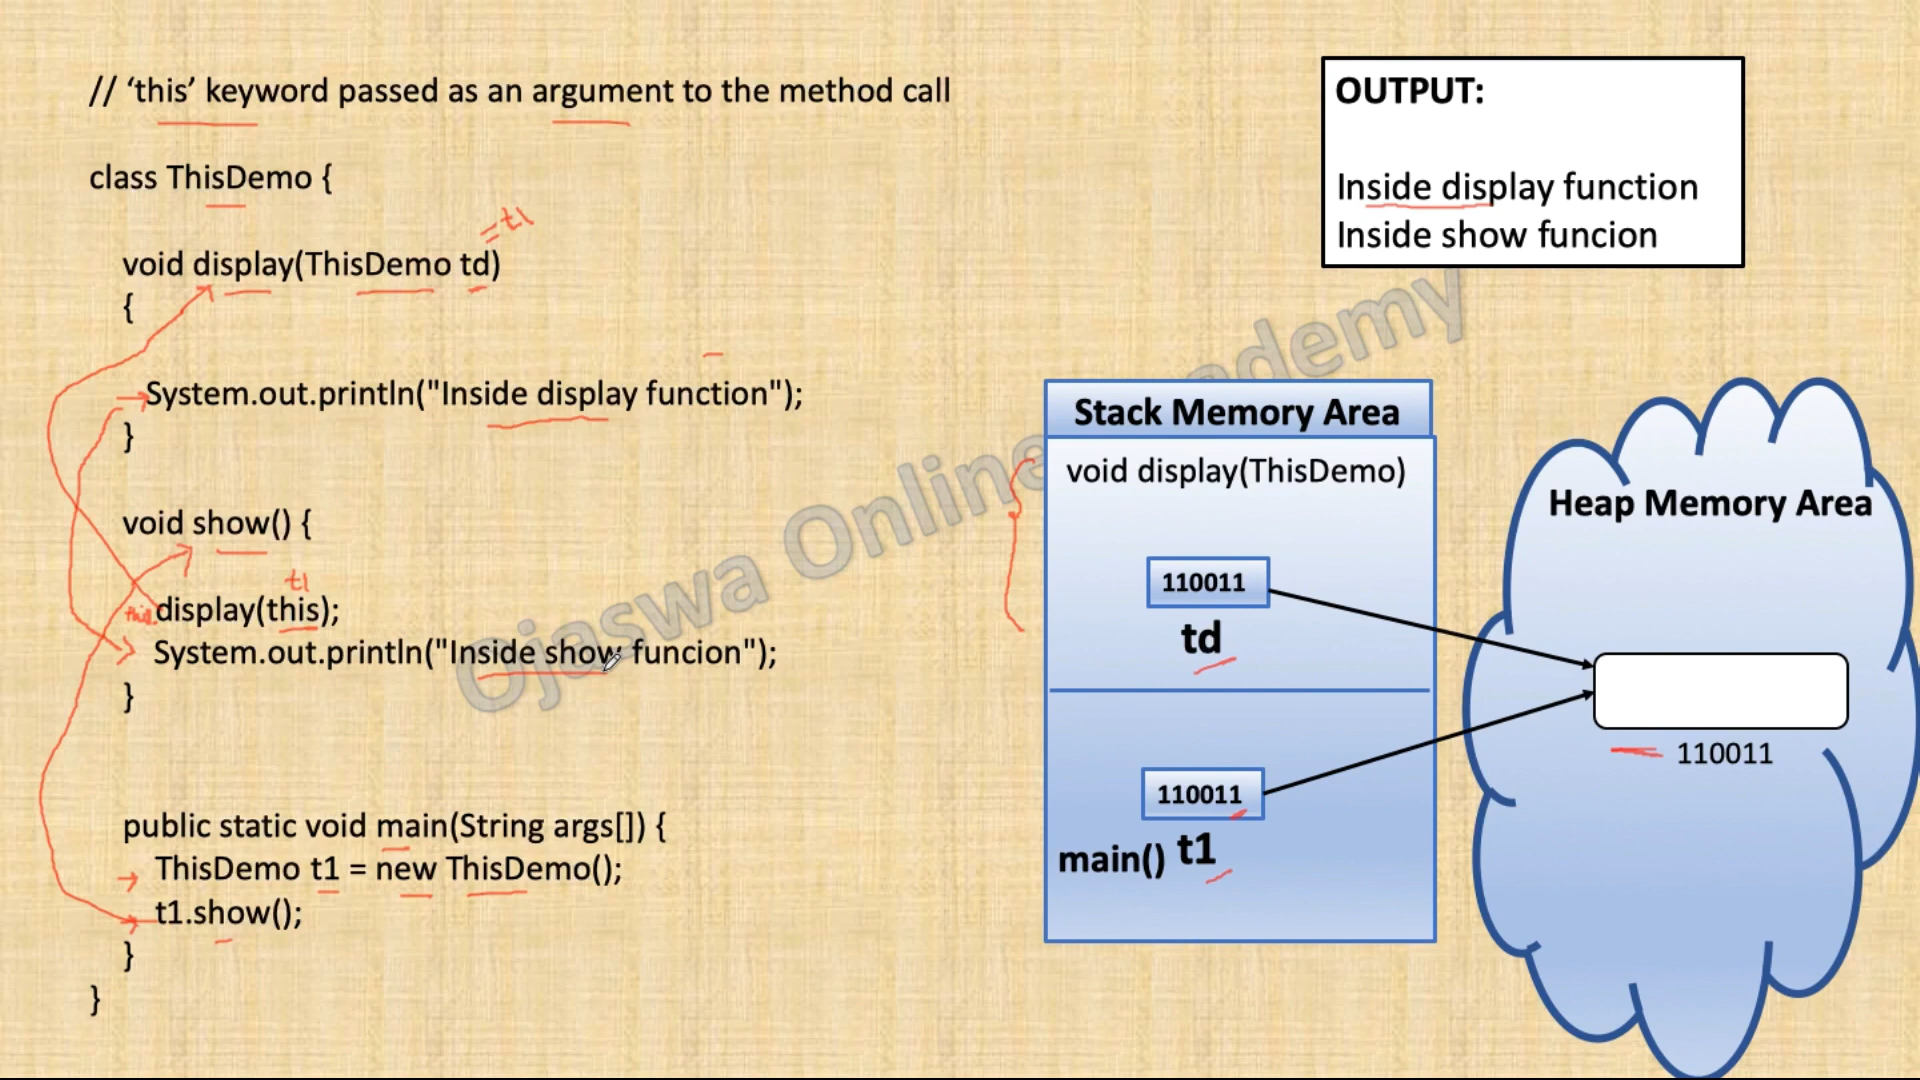 // ‘this’ keyword passed as an argument to the method call
class ThisDemo {
=t1
void display(ThisDemo td)
{
System.out.println("Inside display function");
}
void show() {
t1
this.display(this);
System.out.println("Inside show funcion");
}
public static void main(String args[]) {
ThisDemo t1 = new ThisDemo();
t1.show();
}
}
OUTPUT:
Inside display function
Inside show funcion
Stack Memory Area
void display(ThisDemo)
110011
td
110011
main() t1
Heap Memory Area
110011
Ojaswa Online